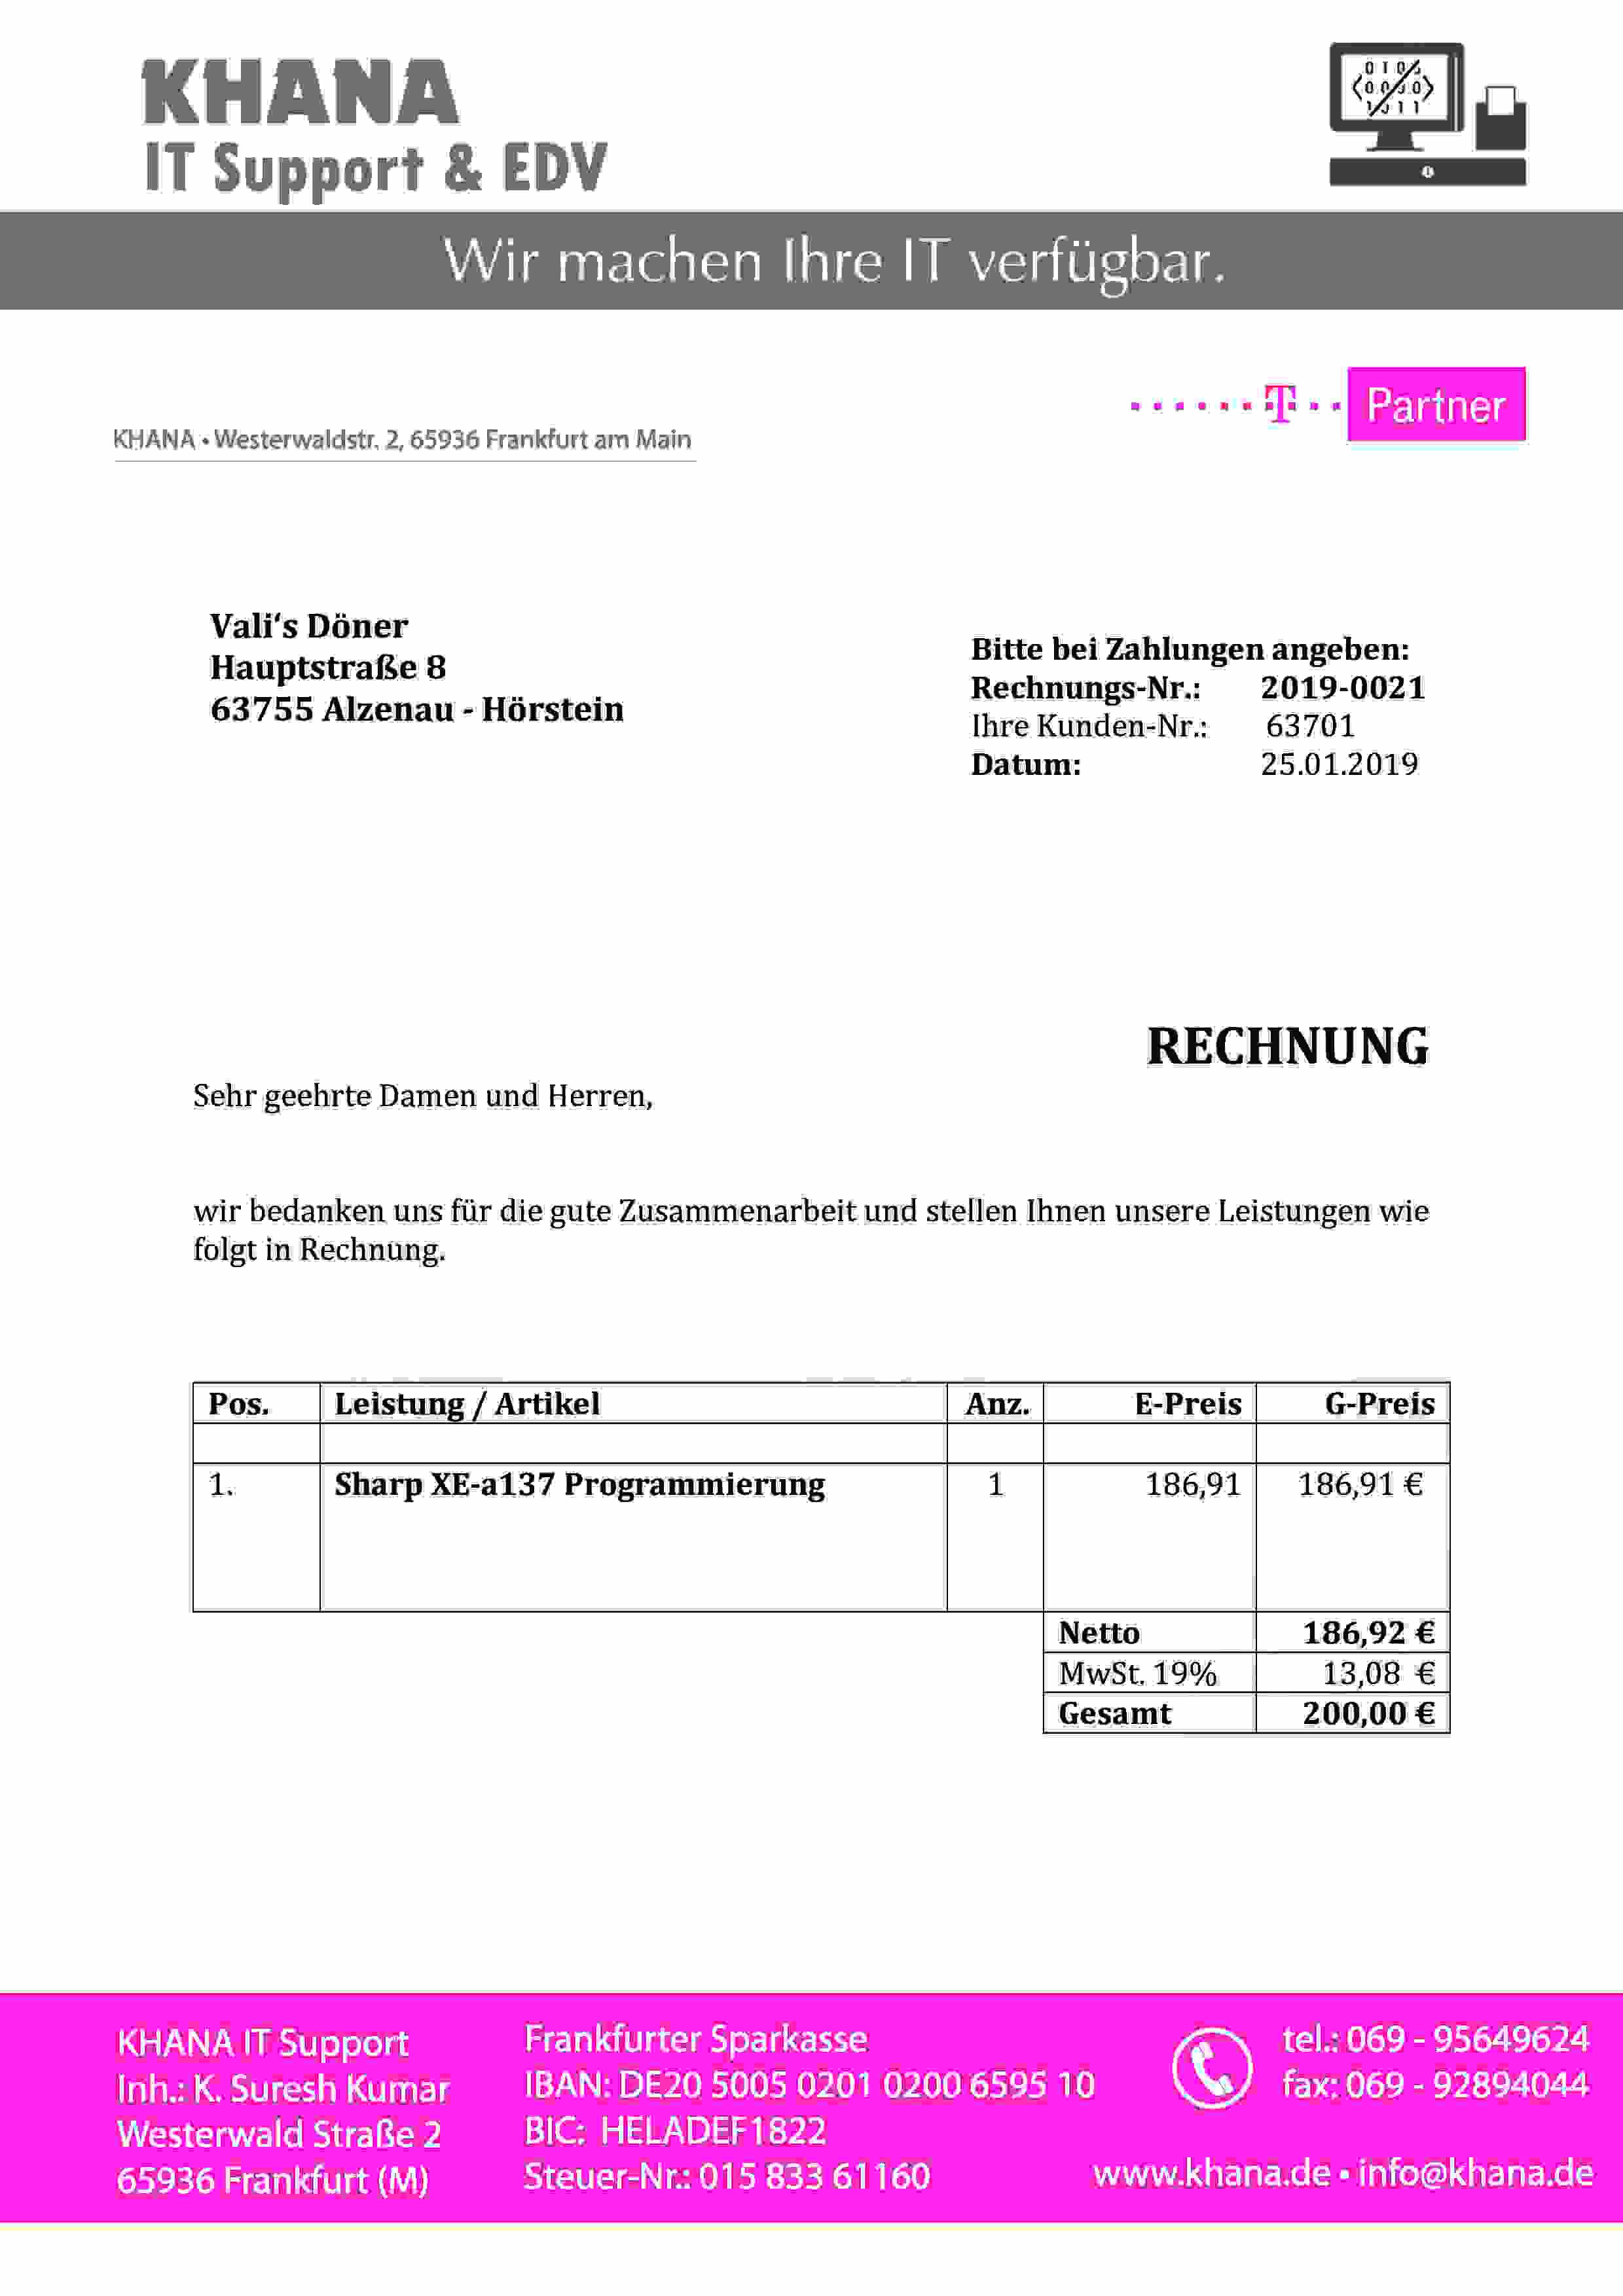 KHANA
IT Support & EDV
Wir machen Ihre IT verfügbar.
T Partner
KHANA • Westerwaldstr. 2, 65936 Frankfurt am Main
Vali's Döner
Hauptstraße 8
63755 Alzenau - Hörstein
Bitte bei Zahlungen angeben:
Rechnungs-Nr.: 2019-0021
Ihre Kunden-Nr.: 63701
Datum: 25.01.2019
RECHNUNG
Sehr geehrte Damen und Herren,
wir bedanken uns für die gute Zusammenarbeit und stellen Ihnen unsere Leistungen wie
folgt in Rechnung.
Pos. Leistung / Artikel Anz. E-Preis G-Preis
1. Sharp XE-a137 Programmierung 1 186,91 186,91 €
Netto 186,92 €
MwSt. 19% 13,08 €
Gesamt 200,00 €
KHANA IT Support
Inh.: K. Suresh Kumar
Westerwald Straße 2
65936 Frankfurt (M)
Frankfurter Sparkasse
IBAN: DE20 5005 0201 0200 6595 10
BIC: HELADEF1822
Steuer-Nr.: 015 833 61160
tel.: 069 - 95649624
fax: 069 - 92894044
www.khana.de • info@khana.de